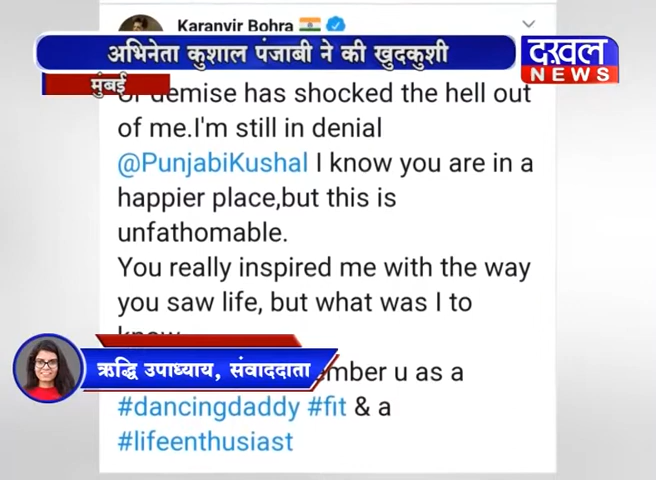 Karanvir Bohra
अभिनेता कुशाल पंजाबी ने की खुदकुशी
दखल
NEWS
मुंबई
demise has shocked the hell out
of me.I'm still in denial
@PunjabiKushal I know you are in a
happier place,but this is
unfathomable.
You really inspired me with the way
you saw life, but what was I to
ऋद्धि उपाध्याय, संवाददाता
u as a
#dancingdaddy #fit & a
#lifeenthusiast